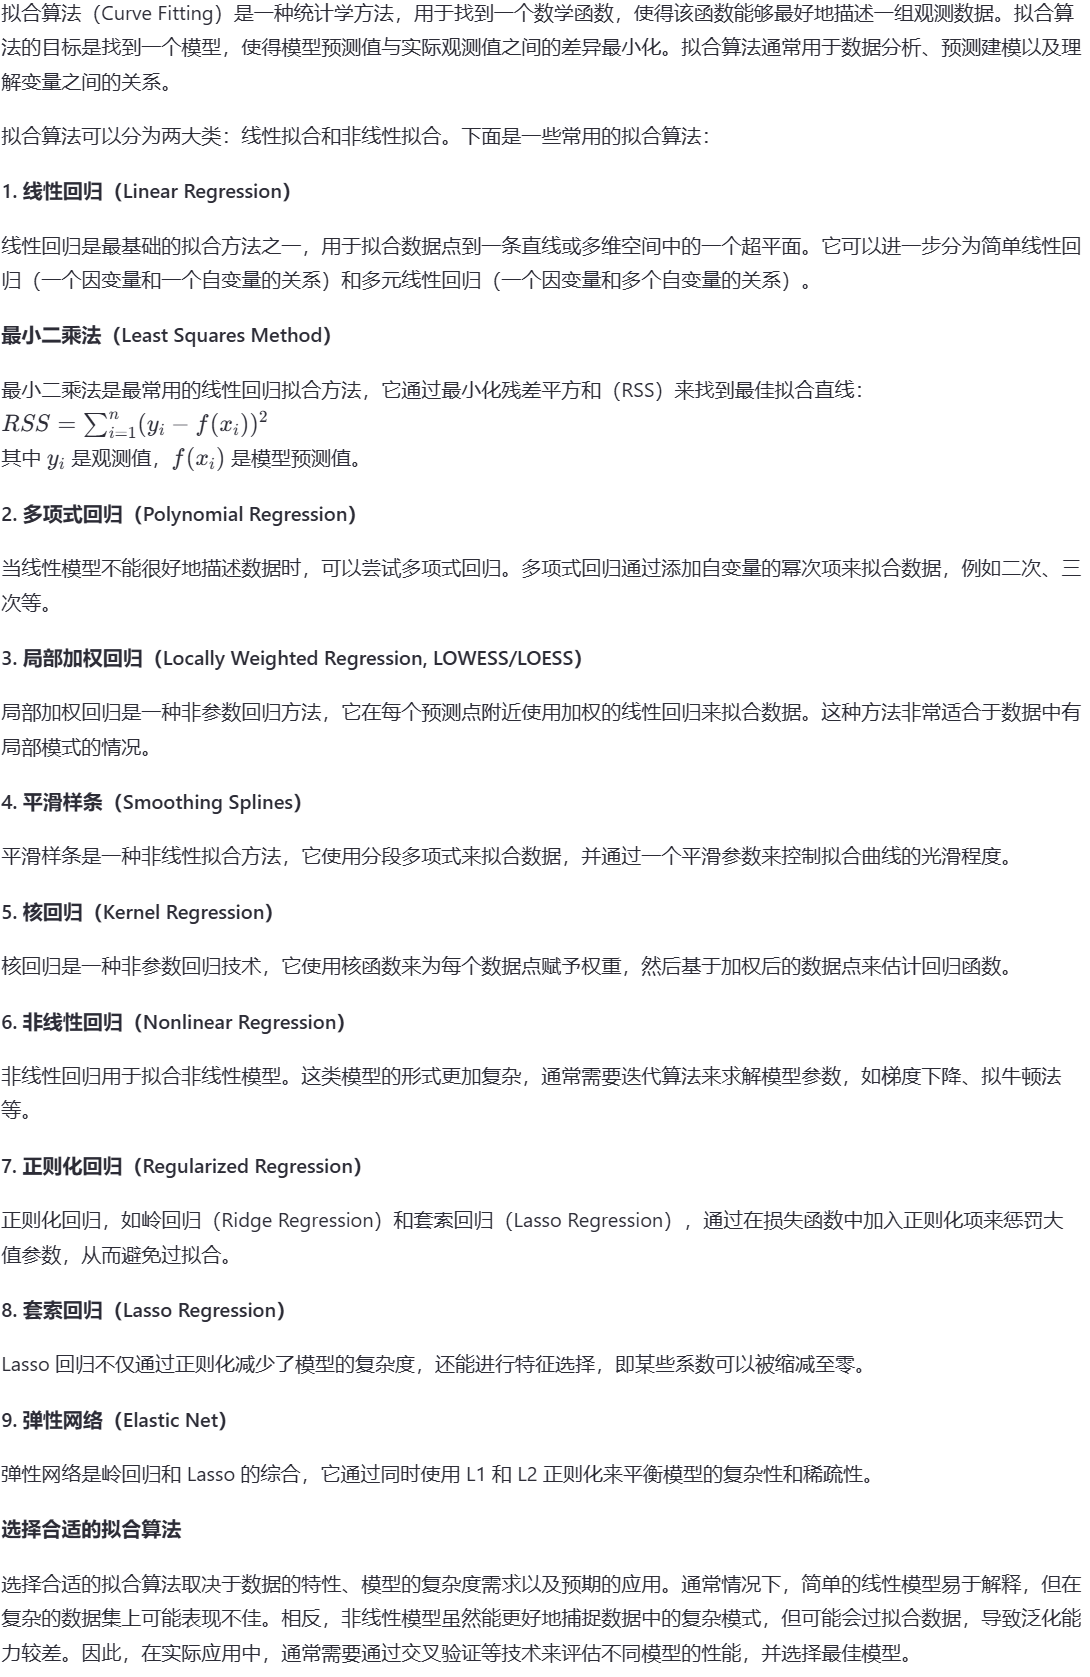 拟合算法（Curve Fitting）是一种统计学方法，用于找到一个数学函数，使得该函数能够最好地描述一组观测数据。拟合算
法的目标是找到一个模型，使得模型预测值与实际观测值之间的差异最小化。拟合算法通常用于数据分析、预测建模以及理
解变量之间的关系。
拟合算法可以分为两大类：线性拟合和非线性拟合。下面是一些常用的拟合算法：
1. 线性回归（Linear Regression）
线性回归是最基础的拟合方法之一，用于拟合数据点到一条直线或多维空间中的一个超平面。它可以进一步分为简单线性回
归（一个因变量和一个自变量的关系）和多元线性回归（一个因变量和多个自变量的关系）。
最小二乘法（Least Squares Method）
最小二乘法是最常用的线性回归拟合方法，它通过最小化残差平方和（RSS）来找到最佳拟合直线：
$RSS = \sum_{i=1}^{n}(y_i - f(x_i))^2$
其中 $y_i$ 是观测值，$f(x_i)$ 是模型预测值。
2. 多项式回归（Polynomial Regression）
当线性模型不能很好地描述数据时，可以尝试多项式回归。多项式回归通过添加自变量的幂次项来拟合数据，例如二次、三
次等。
3. 局部加权回归（Locally Weighted Regression, LOWESS/LOESS）
局部加权回归是一种非参数回归方法，它在每个预测点附近使用加权的线性回归来拟合数据。这种方法非常适合于数据中有
局部模式的情况。
4. 平滑样条（Smoothing Splines）
平滑样条是一种非线性拟合方法，它使用分段多项式来拟合数据，并通过一个平滑参数来控制拟合曲线的光滑程度。
5. 核回归（Kernel Regression）
核回归是一种非参数回归技术，它使用核函数来为每个数据点赋予权重，然后基于加权后的数据点来估计回归函数。
6. 非线性回归（Nonlinear Regression）
非线性回归用于拟合非线性模型。这类模型的形式更加复杂，通常需要迭代算法来求解模型参数，如梯度下降、拟牛顿法
等。
7. 正则化回归（Regularized Regression）
正则化回归，如岭回归（Ridge Regression）和套索回归（Lasso Regression），通过在损失函数中加入正则化项来惩罚大
值参数，从而避免过拟合。
8. 套索回归（Lasso Regression）
Lasso 回归不仅通过正则化减少了模型的复杂度，还能进行特征选择，即某些系数可以被缩减至零。
9. 弹性网络（Elastic Net）
弹性网络是岭回归和 Lasso 的综合，它通过同时使用 L1 和 L2 正则化来平衡模型的复杂性和稀疏性。
选择合适的拟合算法
选择合适的拟合算法取决于数据的特性、模型的复杂度需求以及预期的应用。通常情况下，简单的线性模型易于解释，但在
复杂的数据集上可能表现不佳。相反，非线性模型虽然能更好地捕捉数据中的复杂模式，但可能会过拟合数据，导致泛化能
力较差。因此，在实际应用中，通常需要通过交叉验证等技术来评估不同模型的性能，并选择最佳模型。